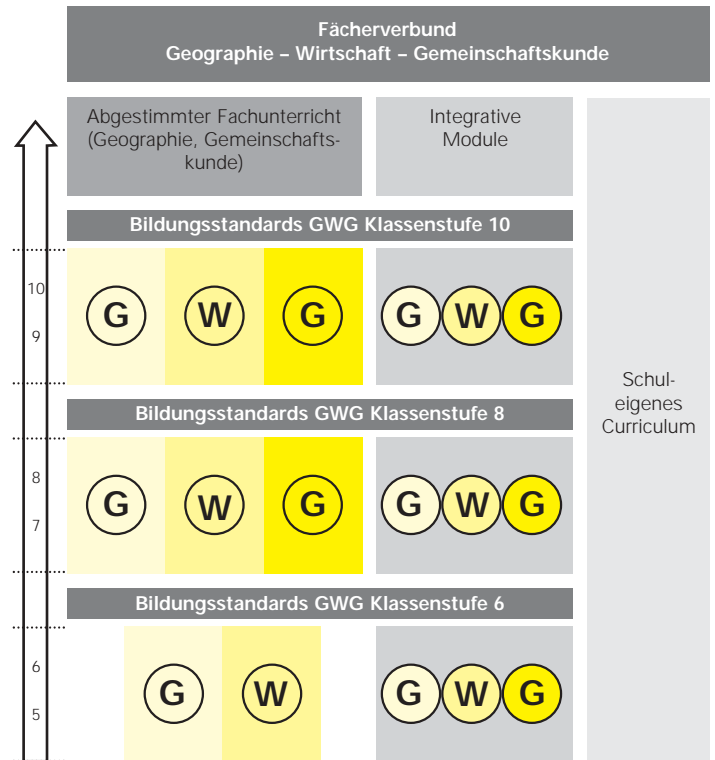 Fächerverbund
Geographie – Wirtschaft – Gemeinschaftskunde
Abgestimmter Fachunterricht
(Geographie, Gemeinschafts-
kunde)
Integrative
Module
Bildungsstandards GWG Klassenstufe 10
10
9
G W G
G W G
Schul-
eigenes
Curriculum
Bildungsstandards GWG Klassenstufe 8
8
7
G W G
G W G
Bildungsstandards GWG Klassenstufe 6
6
5
G W
G W G